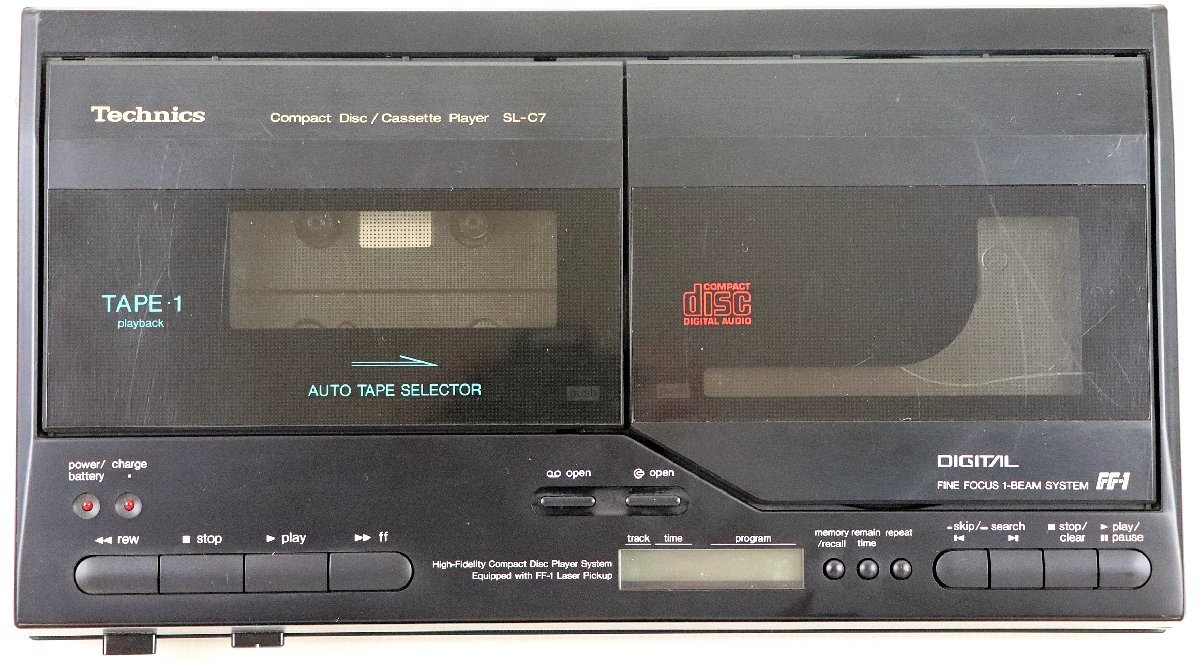 Technics
Compact Disc / Cassette Player SL-C7
TAPE 1
playback
AUTO TAPE SELECTOR
push
COMPACT
disc
DIGITAL AUDIO
push
DIGITAL
FINE FOCUS 1-BEAM SYSTEM FF-1
power/ charge
battery
rew stop play ff
open open
track time program
High-Fidelity Compact Disc Player System
Equipped with FF-1 Laser Pickup
memory remain repeat
/recall time
-skip/- search stop/ play/
clear pause